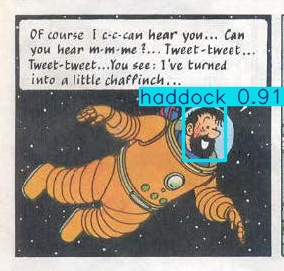 Of course I c-c-can hear you... Can
you hear m-m-me?... Tweet-tweet...
Tweet-tweet...You see: I've turned
into a little chaffinch...
haddock 0.91